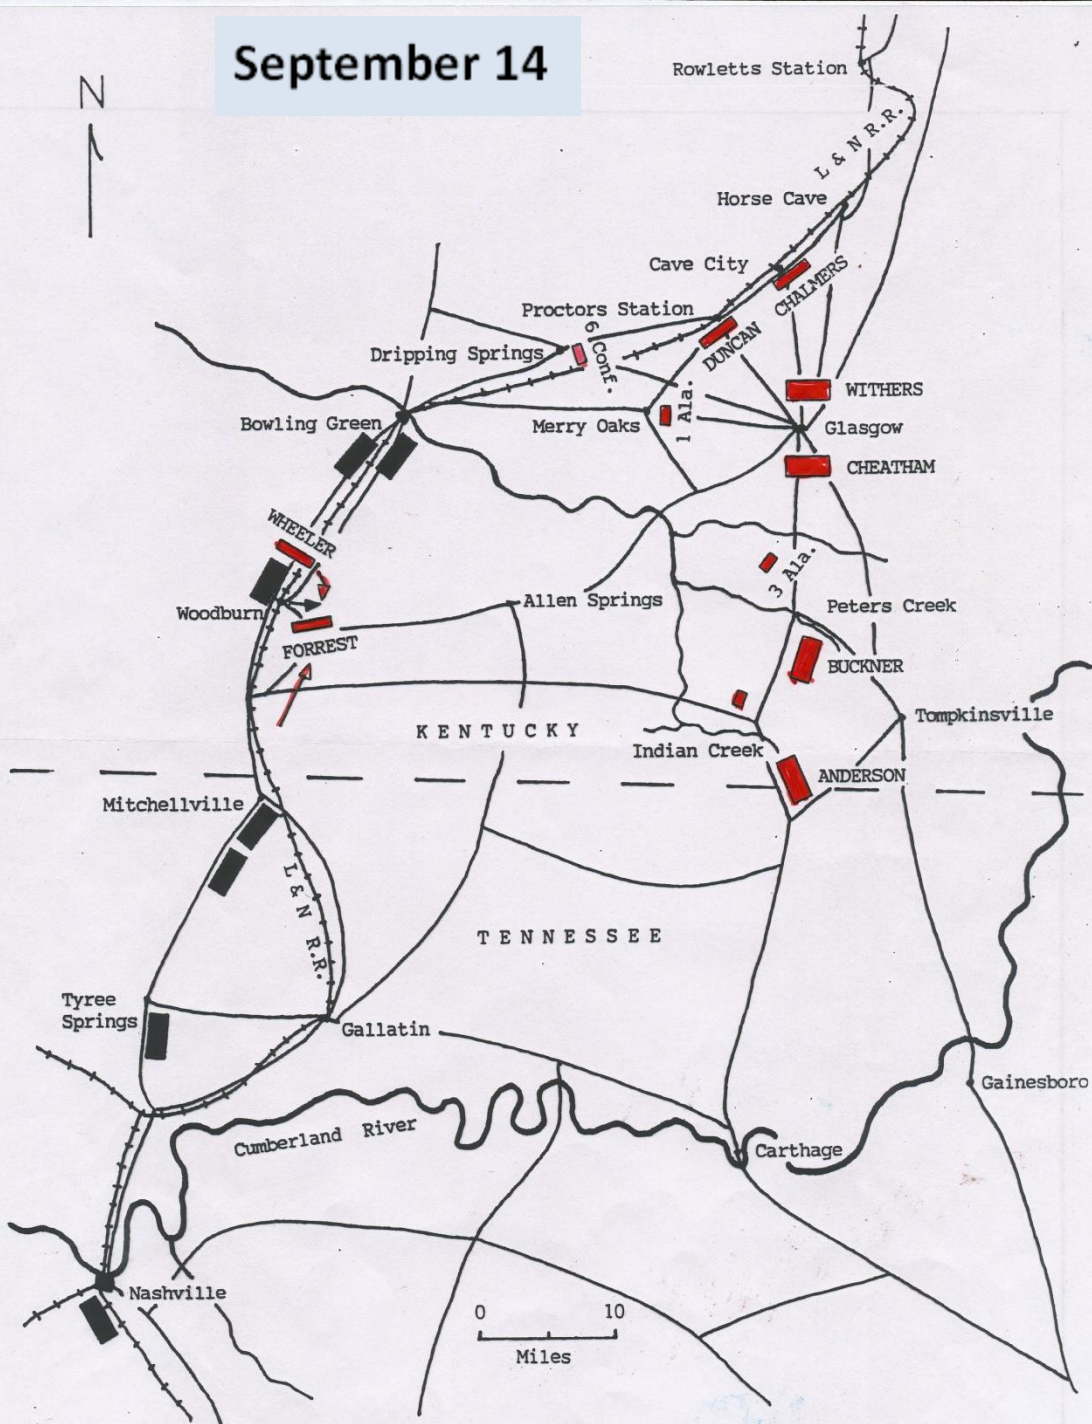 September 14
N
Rowletts Station
L & N R.R.
Horse Cave
Cave City
CHALMERS
Proctors Station
DUNCAN
6 Conf.
Dripping Springs
1 Ala.
WITHERS
Bowling Green
Merry Oaks
Glasgow
CHEATHAM
WHEELER
3 Ala.
Woodburn
Allen Springs
Peters Creek
FORREST
BUCKNER
KENTUCKY
Tompkinsville
Indian Creek
ANDERSON
Mitchellville
L & N R.R.
TENNESSEE
Tyree
Springs
Gallatin
Gainesboro
Cumberland River
Carthage
Nashville
0 10
Miles